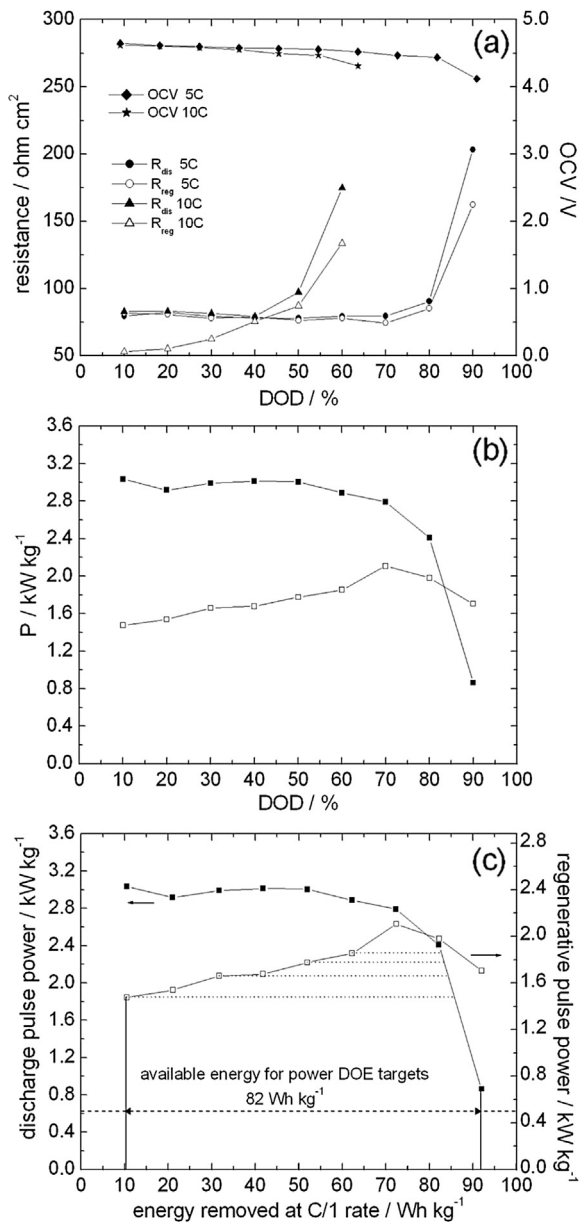 (a)
300
275
250
200
175
150
125
100
75
50
resistance / ohm cm²
5.0
4.0
3.0
2.0
1.0
0.0
OCV /V
OCV 5C
OCV 10C
R_dis 5C
R_reg 5C
R_dis 10C
R_reg 10C
0 10 20 30 40 50 60 70 80 90 100
DOD / %
(b)
3.6
3.2
2.8
2.4
2.0
1.6
1.2
0.8
0.4
0.0
P / kW kg⁻¹
0 10 20 30 40 50 60 70 80 90 100
DOD / %
(c)
3.6
3.2
2.8
2.4
2.0
1.6
1.2
0.8
0.4
0.0
discharge pulse power / kW kg⁻¹
2.8
2.4
2.0
1.6
1.2
0.8
0.4
0.0
regenerative pulse power / kW kg⁻¹
available energy for power DOE targets
82 Wh kg⁻¹
0 10 20 30 40 50 60 70 80 90 100
energy removed at C/1 rate / Wh kg⁻¹